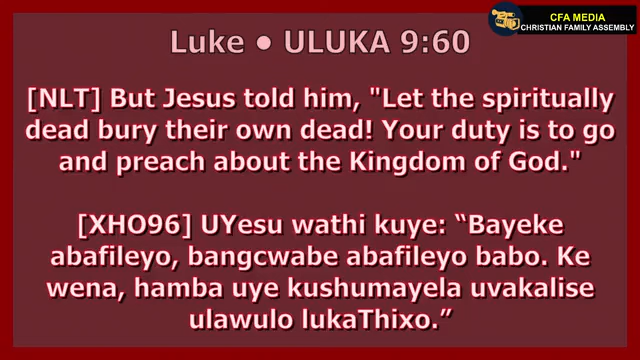 CFA MEDIA
CHRISTIAN FAMILY ASSEMBLY
Luke ● ULUKA 9:60
[NLT] But Jesus told him, "Let the spiritually
dead bury their own dead! Your duty is to go
and preach about the Kingdom of God."
[XHO96] UYesu wathi kuye: “Bayeke
abafileyo, bangcwabe abafileyo babo. Ke
wena, hamba uye kushumayela uvakalise
ulawulo lukaThixo.”